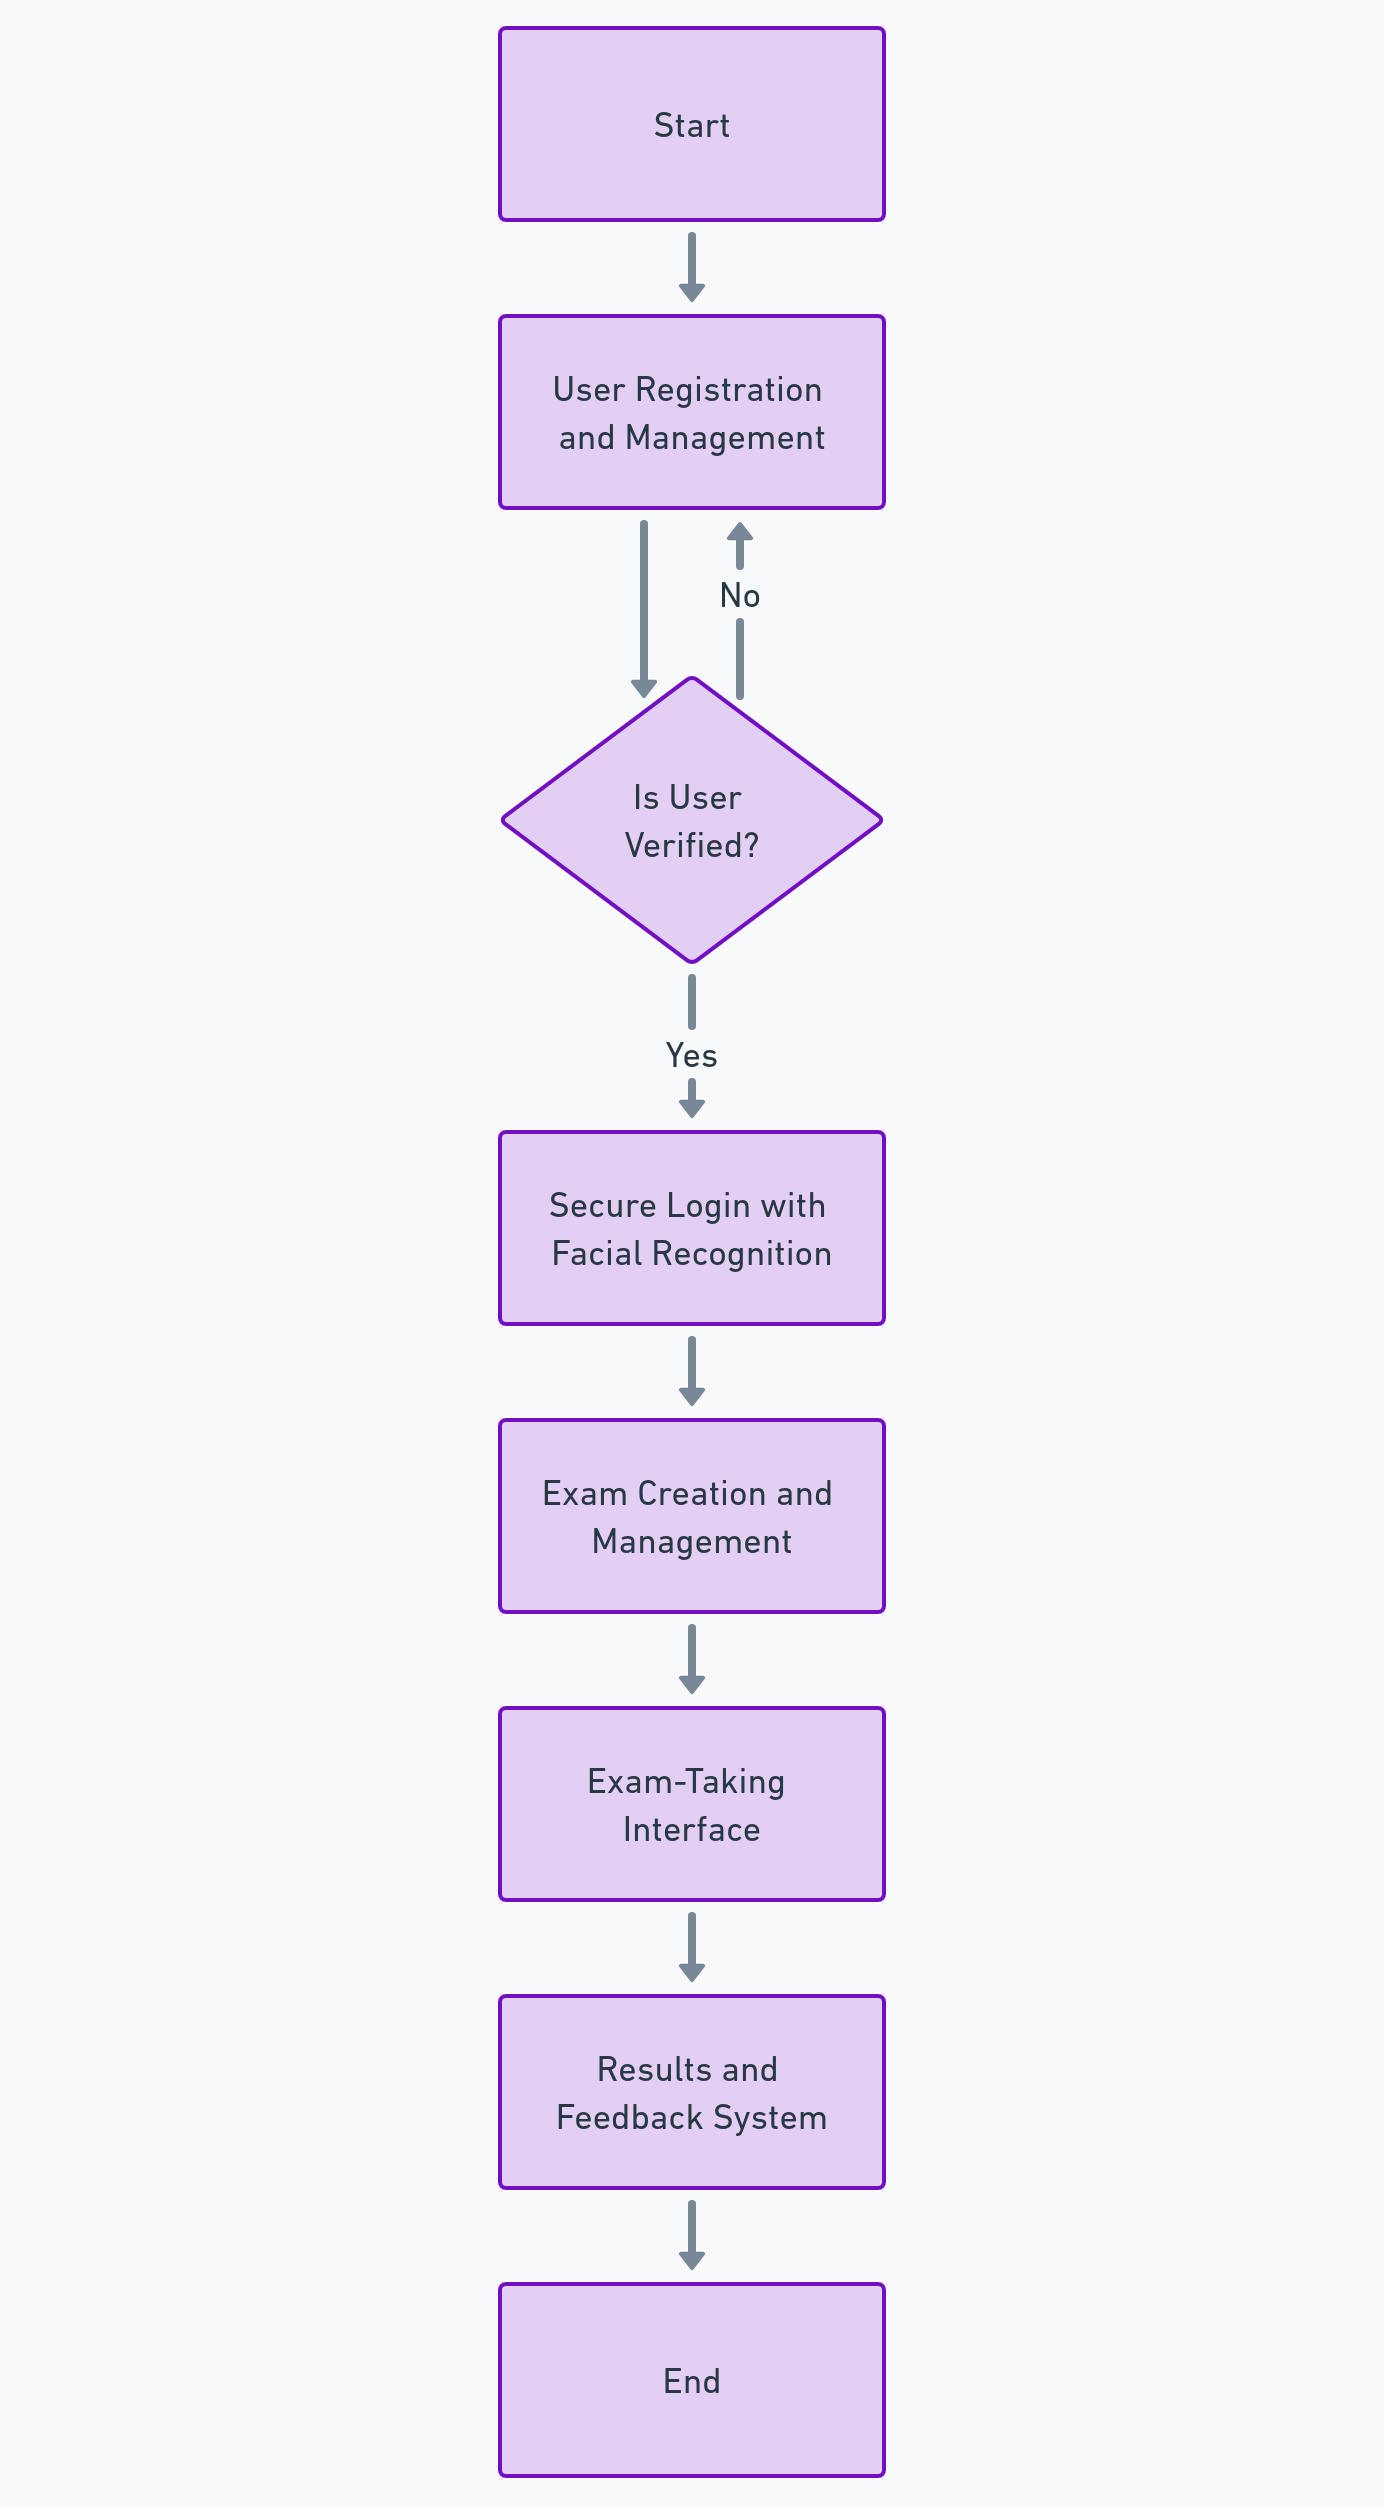 Start
User Registration
and Management
No
Is User
Verified?
Yes
Secure Login with
Facial Recognition
Exam Creation and
Management
Exam-Taking
Interface
Results and
Feedback System
End